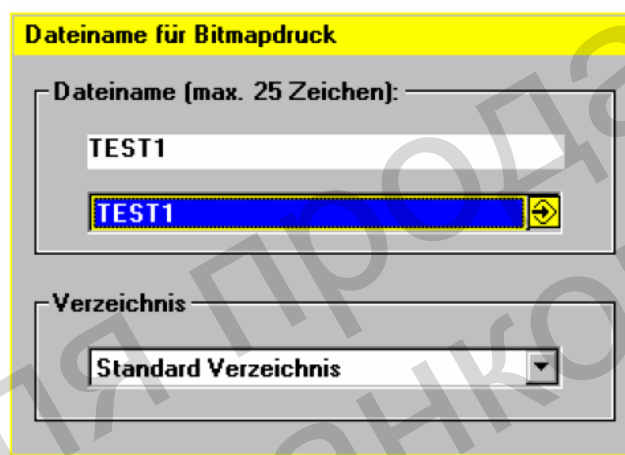 Dateiname für Bitmapdruck
Dateiname (max. 25 Zeichen):
TEST1
TEST1
Verzeichnis
Standard Verzeichnis